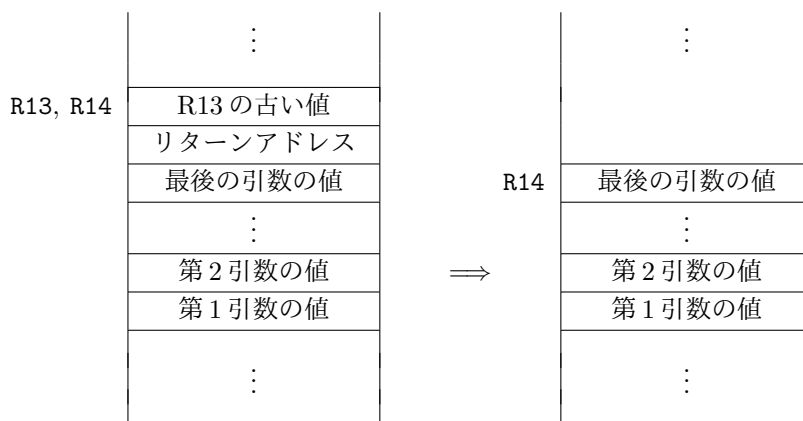 ⋮ ⋮
R13, R14 R13の古い値
リターンアドレス
最後の引数の値 R14 最後の引数の値
⋮ ⋮
第2引数の値 ⟹ 第2引数の値
第1引数の値 第1引数の値
⋮ ⋮